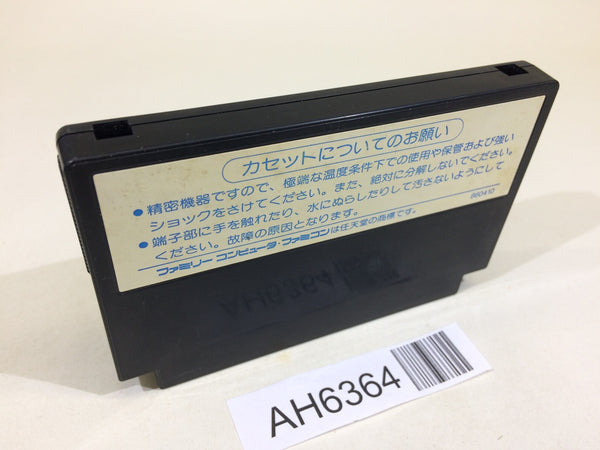 カセットについてのお願い
●精密機器ですので、極端な温度条件下での使用や保管および強い
ショックをさけてください。また、絶対に分解しないでください。
●端子部に手を触れたり、水にぬらしたりして汚さないようにして
ください。故障の原因となります。
860410
ファミリーコンピュータ・ファミコンは任天堂の商標です。
AH6364
AH6364